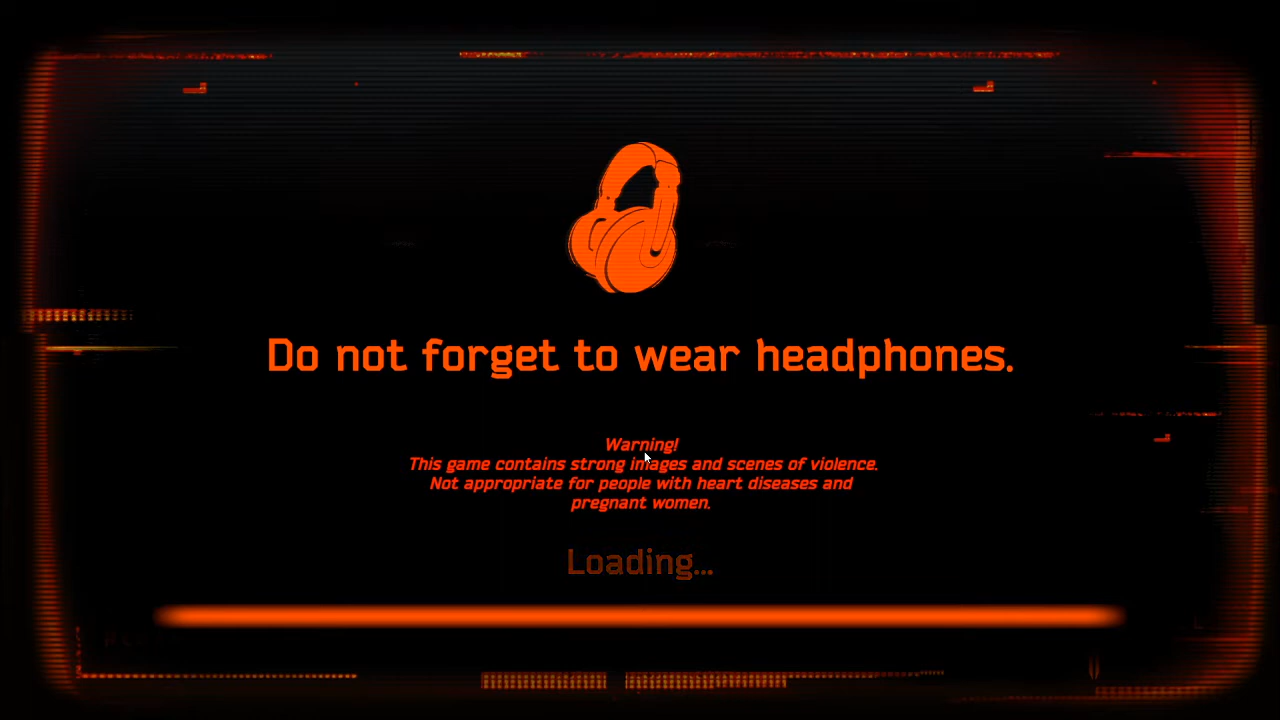 Do not forget to wear headphones.
Warning!
This game contains strong images and scenes of violence.
Not appropriate for people with heart diseases and
pregnant women.
Loading...